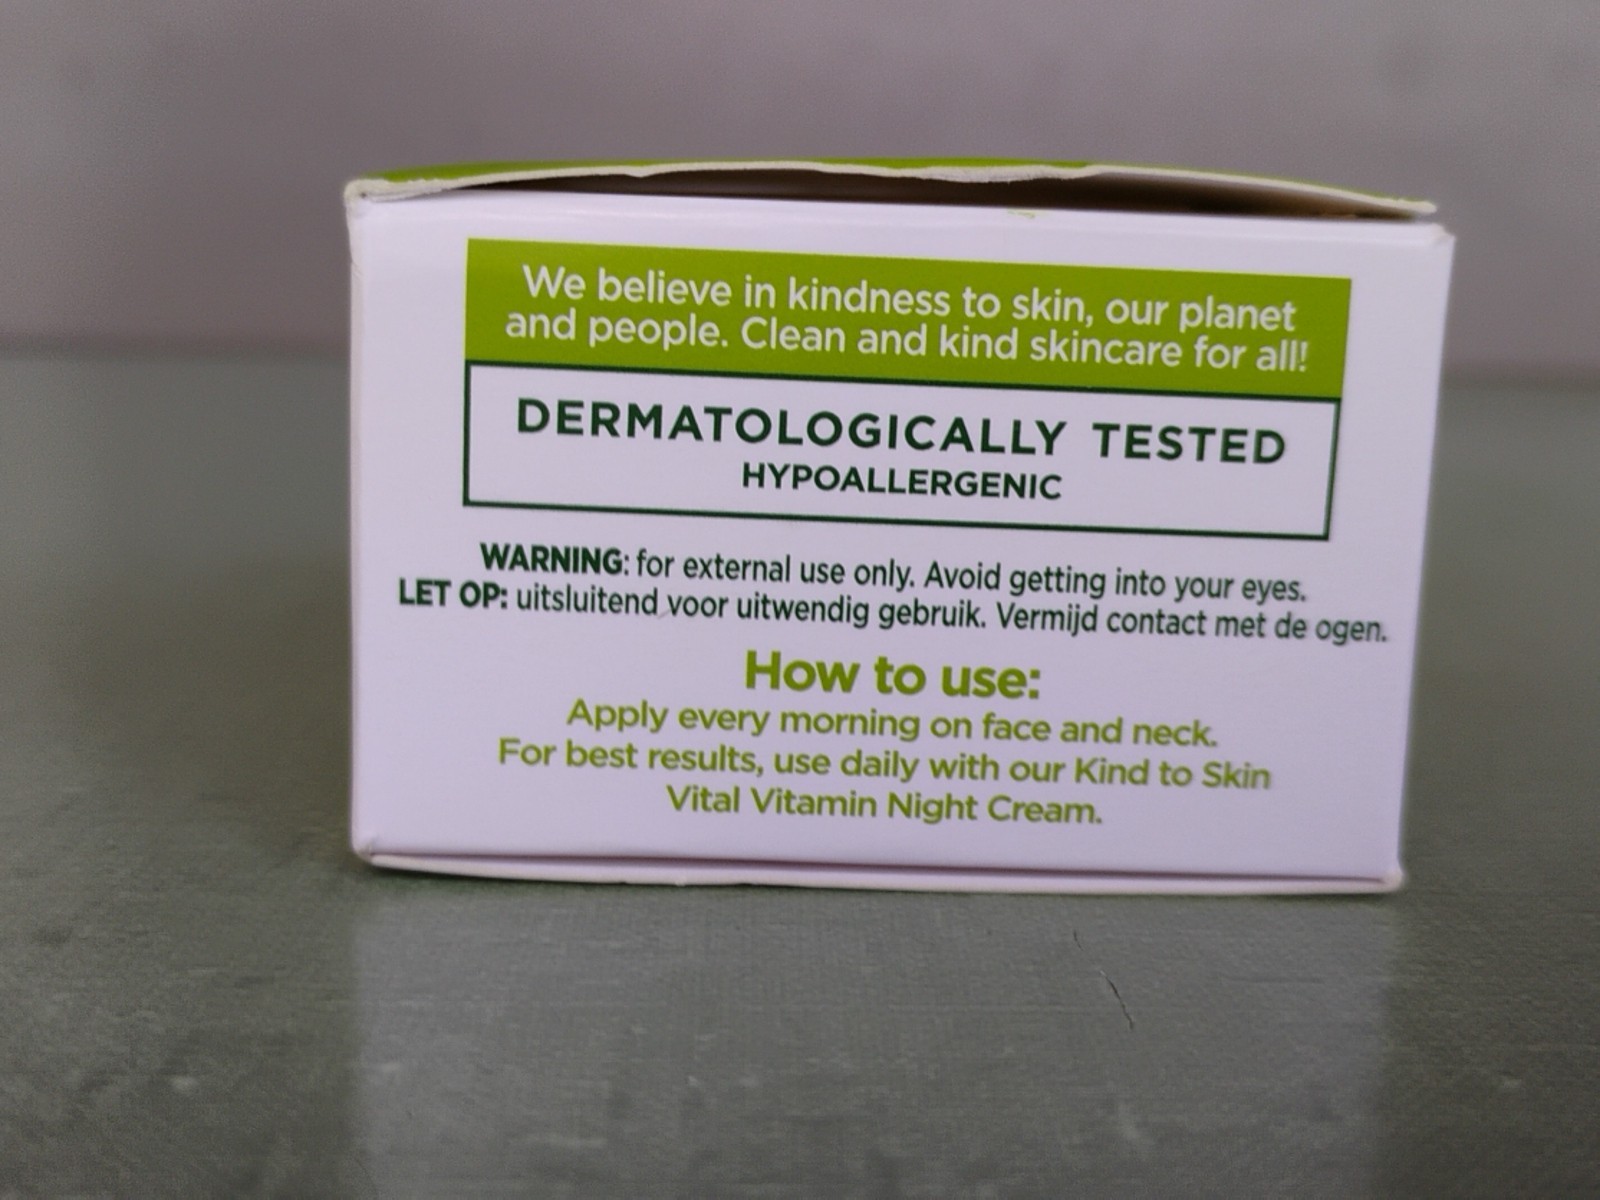 We believe in kindness to skin, our planet
and people. Clean and kind skincare for all!
DERMATOLOGICALLY TESTED
HYPOALLERGENIC
WARNING: for external use only. Avoid getting into your eyes.
LET OP: uitsluitend voor uitwendig gebruik. Vermijd contact met de ogen.
How to use:
Apply every morning on face and neck.
For best results, use daily with our Kind to Skin
Vital Vitamin Night Cream.